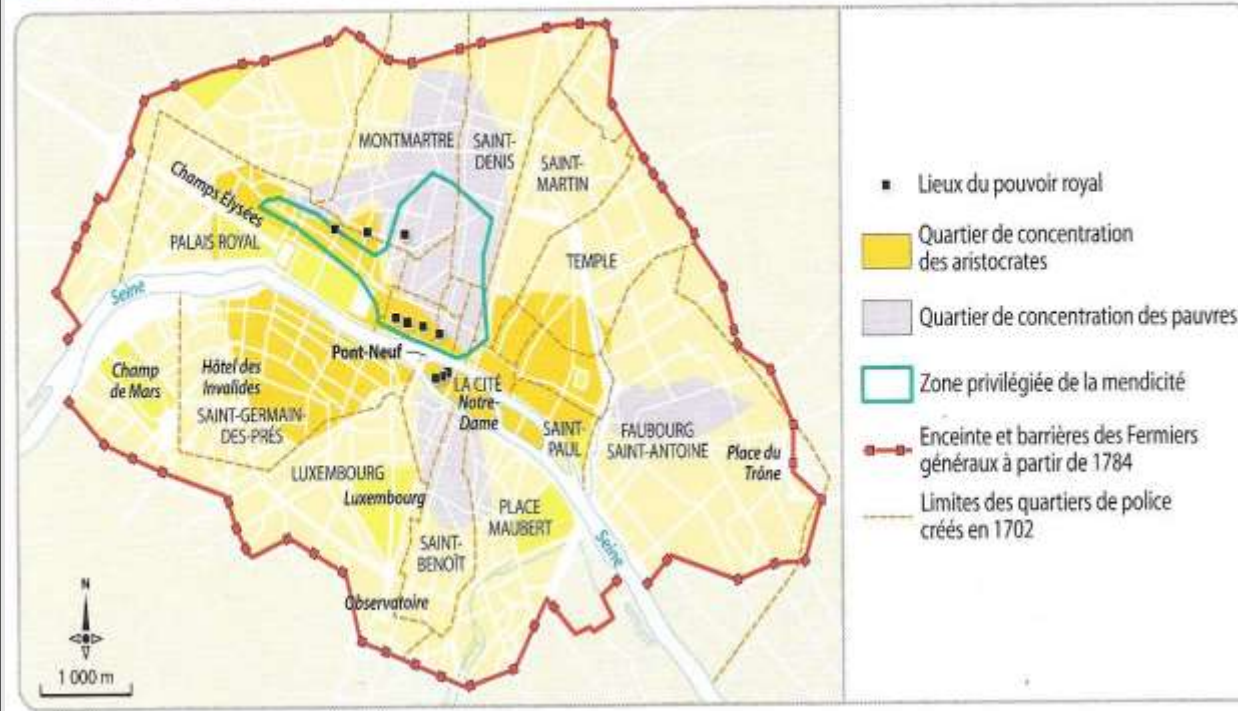 MONTMARTRE
SAINT-
DENIS
SAINT-
MARTIN
Champs Élysées
PALAIS ROYAL
TEMPLE
Seine
Pont-Neuf
Champ
de Mars
Hôtel des
Invalides
SAINT-GERMAIN-
DES-PRÉS
LA CITÉ
Notre-
Dame
SAINT-
PAUL
FAUBOURG
SAINT-ANTOINE
Place du
Trône
LUXEMBOURG
Luxembourg
PLACE
MAUBERT
SAINT-
BENOÎT
Seine
Observatoire
N
1 000 m
Lieux du pouvoir royal
Quartier de concentration
des aristocrates
Quartier de concentration des pauvres
Zone privilégiée de la mendicité
Enceinte et barrières des Fermiers
généraux à partir de 1784
Limites des quartiers de police
créés en 1702